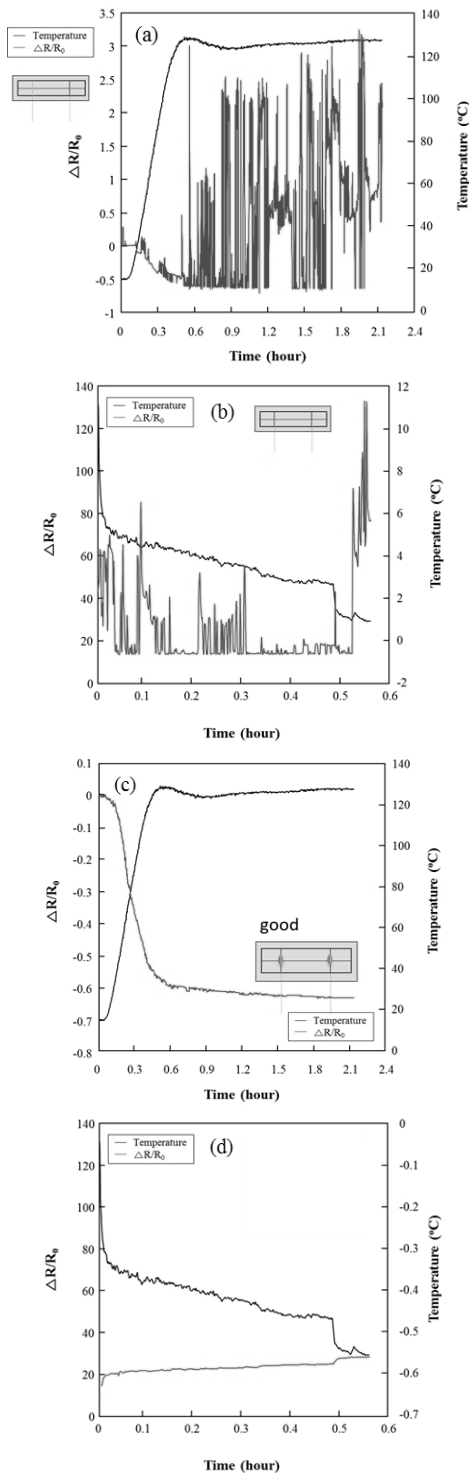 (a)
Temperature
△R/R0
3.5
3
2.5
2
1.5
1
0.5
0
-0.5
-1
△R/R0
140
120
100
80
60
40
20
0
Temperature (°C)
0 0.3 0.6 0.9 1.2 1.5 1.8 2.1 2.4
Time (hour)
(b)
Temperature
△R/R0
140
120
100
80
60
40
20
0
△R/R0
12
10
8
6
4
2
0
-2
Temperature (°C)
0 0.1 0.2 0.3 0.4 0.5 0.6
Time (hour)
(c)
0.1
0
-0.1
-0.2
-0.3
-0.4
-0.5
-0.6
-0.7
-0.8
△R/R0
140
120
100
80
60
40
20
0
Temperature (°C)
good
Temperature
△R/R0
0 0.3 0.6 0.9 1.2 1.5 1.8 2.1 2.4
Time (hour)
(d)
Temperature
△R/R0
140
120
100
80
60
40
20
0
△R/R0
0
-0.1
-0.2
-0.3
-0.4
-0.5
-0.6
-0.7
Temperature (°C)
0 0.1 0.2 0.3 0.4 0.5 0.6
Time (hour)